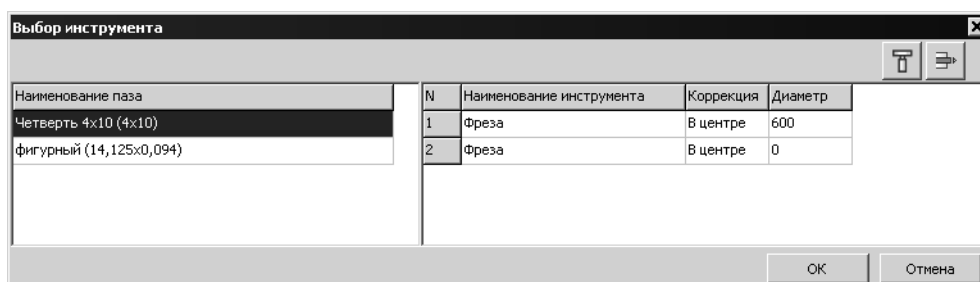 Выбор инструмента
Наименование паза
Четверть 4x10 (4x10)
фигурный (14,125x0,094)
N Наименование инструмента Коррекция Диаметр
1 Фреза В центре 600
2 Фреза В центре 0
OK Отмена